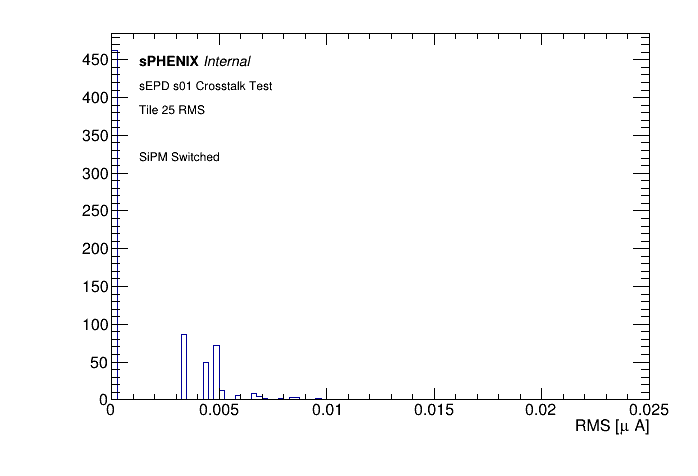 450
sPHENIX Internal
sEPD s01 Crosstalk Test
400
Tile 25 RMS
350
SiPM Switched
300
250
200
150
100
50
0
0 0.005 0.01 0.015 0.02 0.025
RMS [μ A]